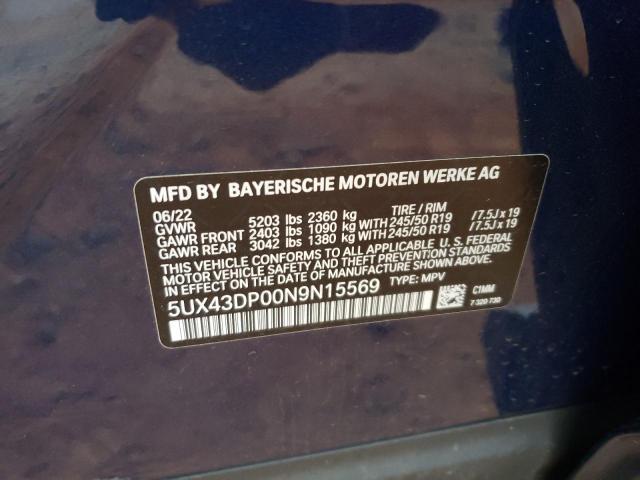 MFD BY BAYERISCHE MOTOREN WERKE AG
06/22 TIRE / RIM
GVWR 5203 lbs 2360 kg
GAWR FRONT 2403 lbs 1090 kg WITH 245/50 R19 /7.5J x 19
GAWR REAR 3042 lbs 1380 kg WITH 245/50 R19 /7.5J x 19
THIS VEHICLE CONFORMS TO ALL APPLICABLE U.S. FEDERAL
MOTOR VEHICLE SAFETY AND THEFT PREVENTION STANDARDS
IN EFFECT ON THE DATE OF MANUFACTURE SHOWN ABOVE.
5UX43DP00N9N15569 TYPE: MPV
C1MM
7 320 730